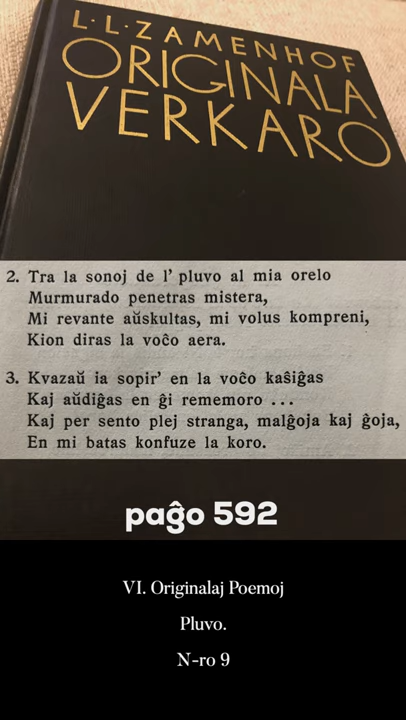 L·L·ZAMENHOF
ORIGINALA
VERKARO
2. Tra la sonoj de l' pluvo al mia orelo
Murmurado penetras mistera,
Mi revante aŭskultas, mi volus kompreni,
Kion diras la voĉo aera.
3. Kvazaŭ ia sopir' en la voĉo kaŝiĝas
Kaj aŭdiĝas en ĝi rememoro ...
Kaj per sento plej stranga, malĝoja kaj ĝoja,
En mi batas konfuze la koro.
paĝo 592
VI. Originalaj Poemoj
Pluvo.
N-ro 9